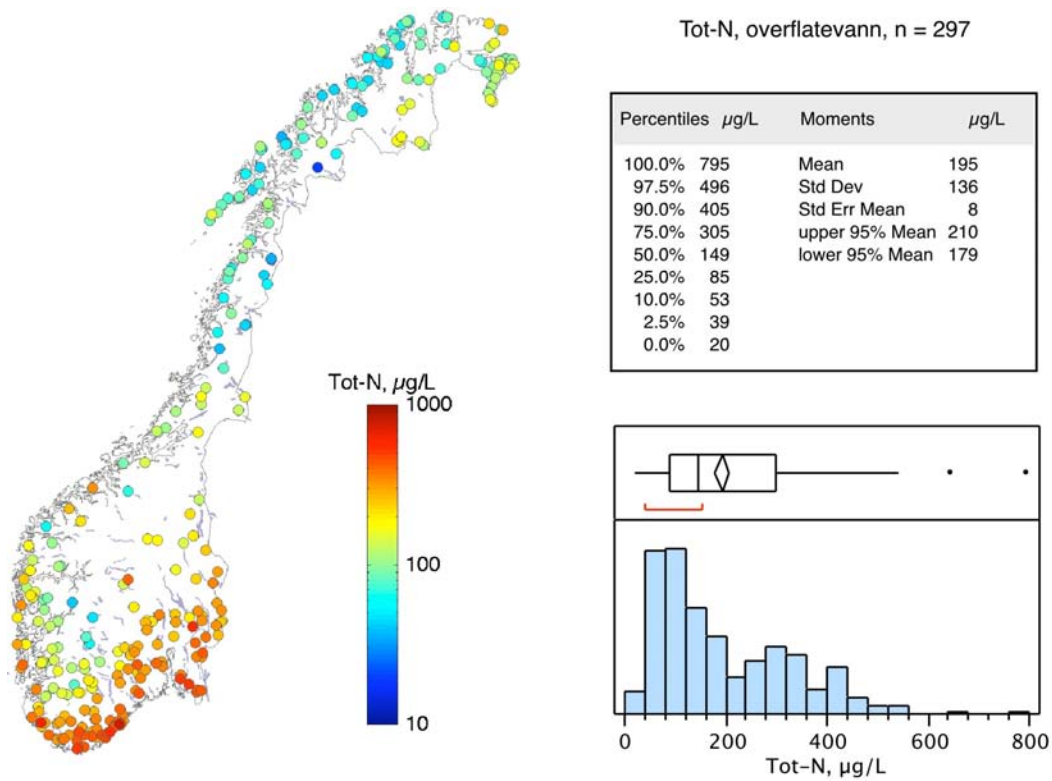 Tot-N, overflatevann, n = 297
Percentiles µg/L Moments µg/L
100.0% 795 Mean 195
97.5% 496 Std Dev 136
90.0% 405 Std Err Mean 8
75.0% 305 upper 95% Mean 210
50.0% 149 lower 95% Mean 179
25.0% 85
10.0% 53
2.5% 39
0.0% 20
Tot-N, µg/L
1000
100
10
0 200 400 600 800
Tot-N, µg/L